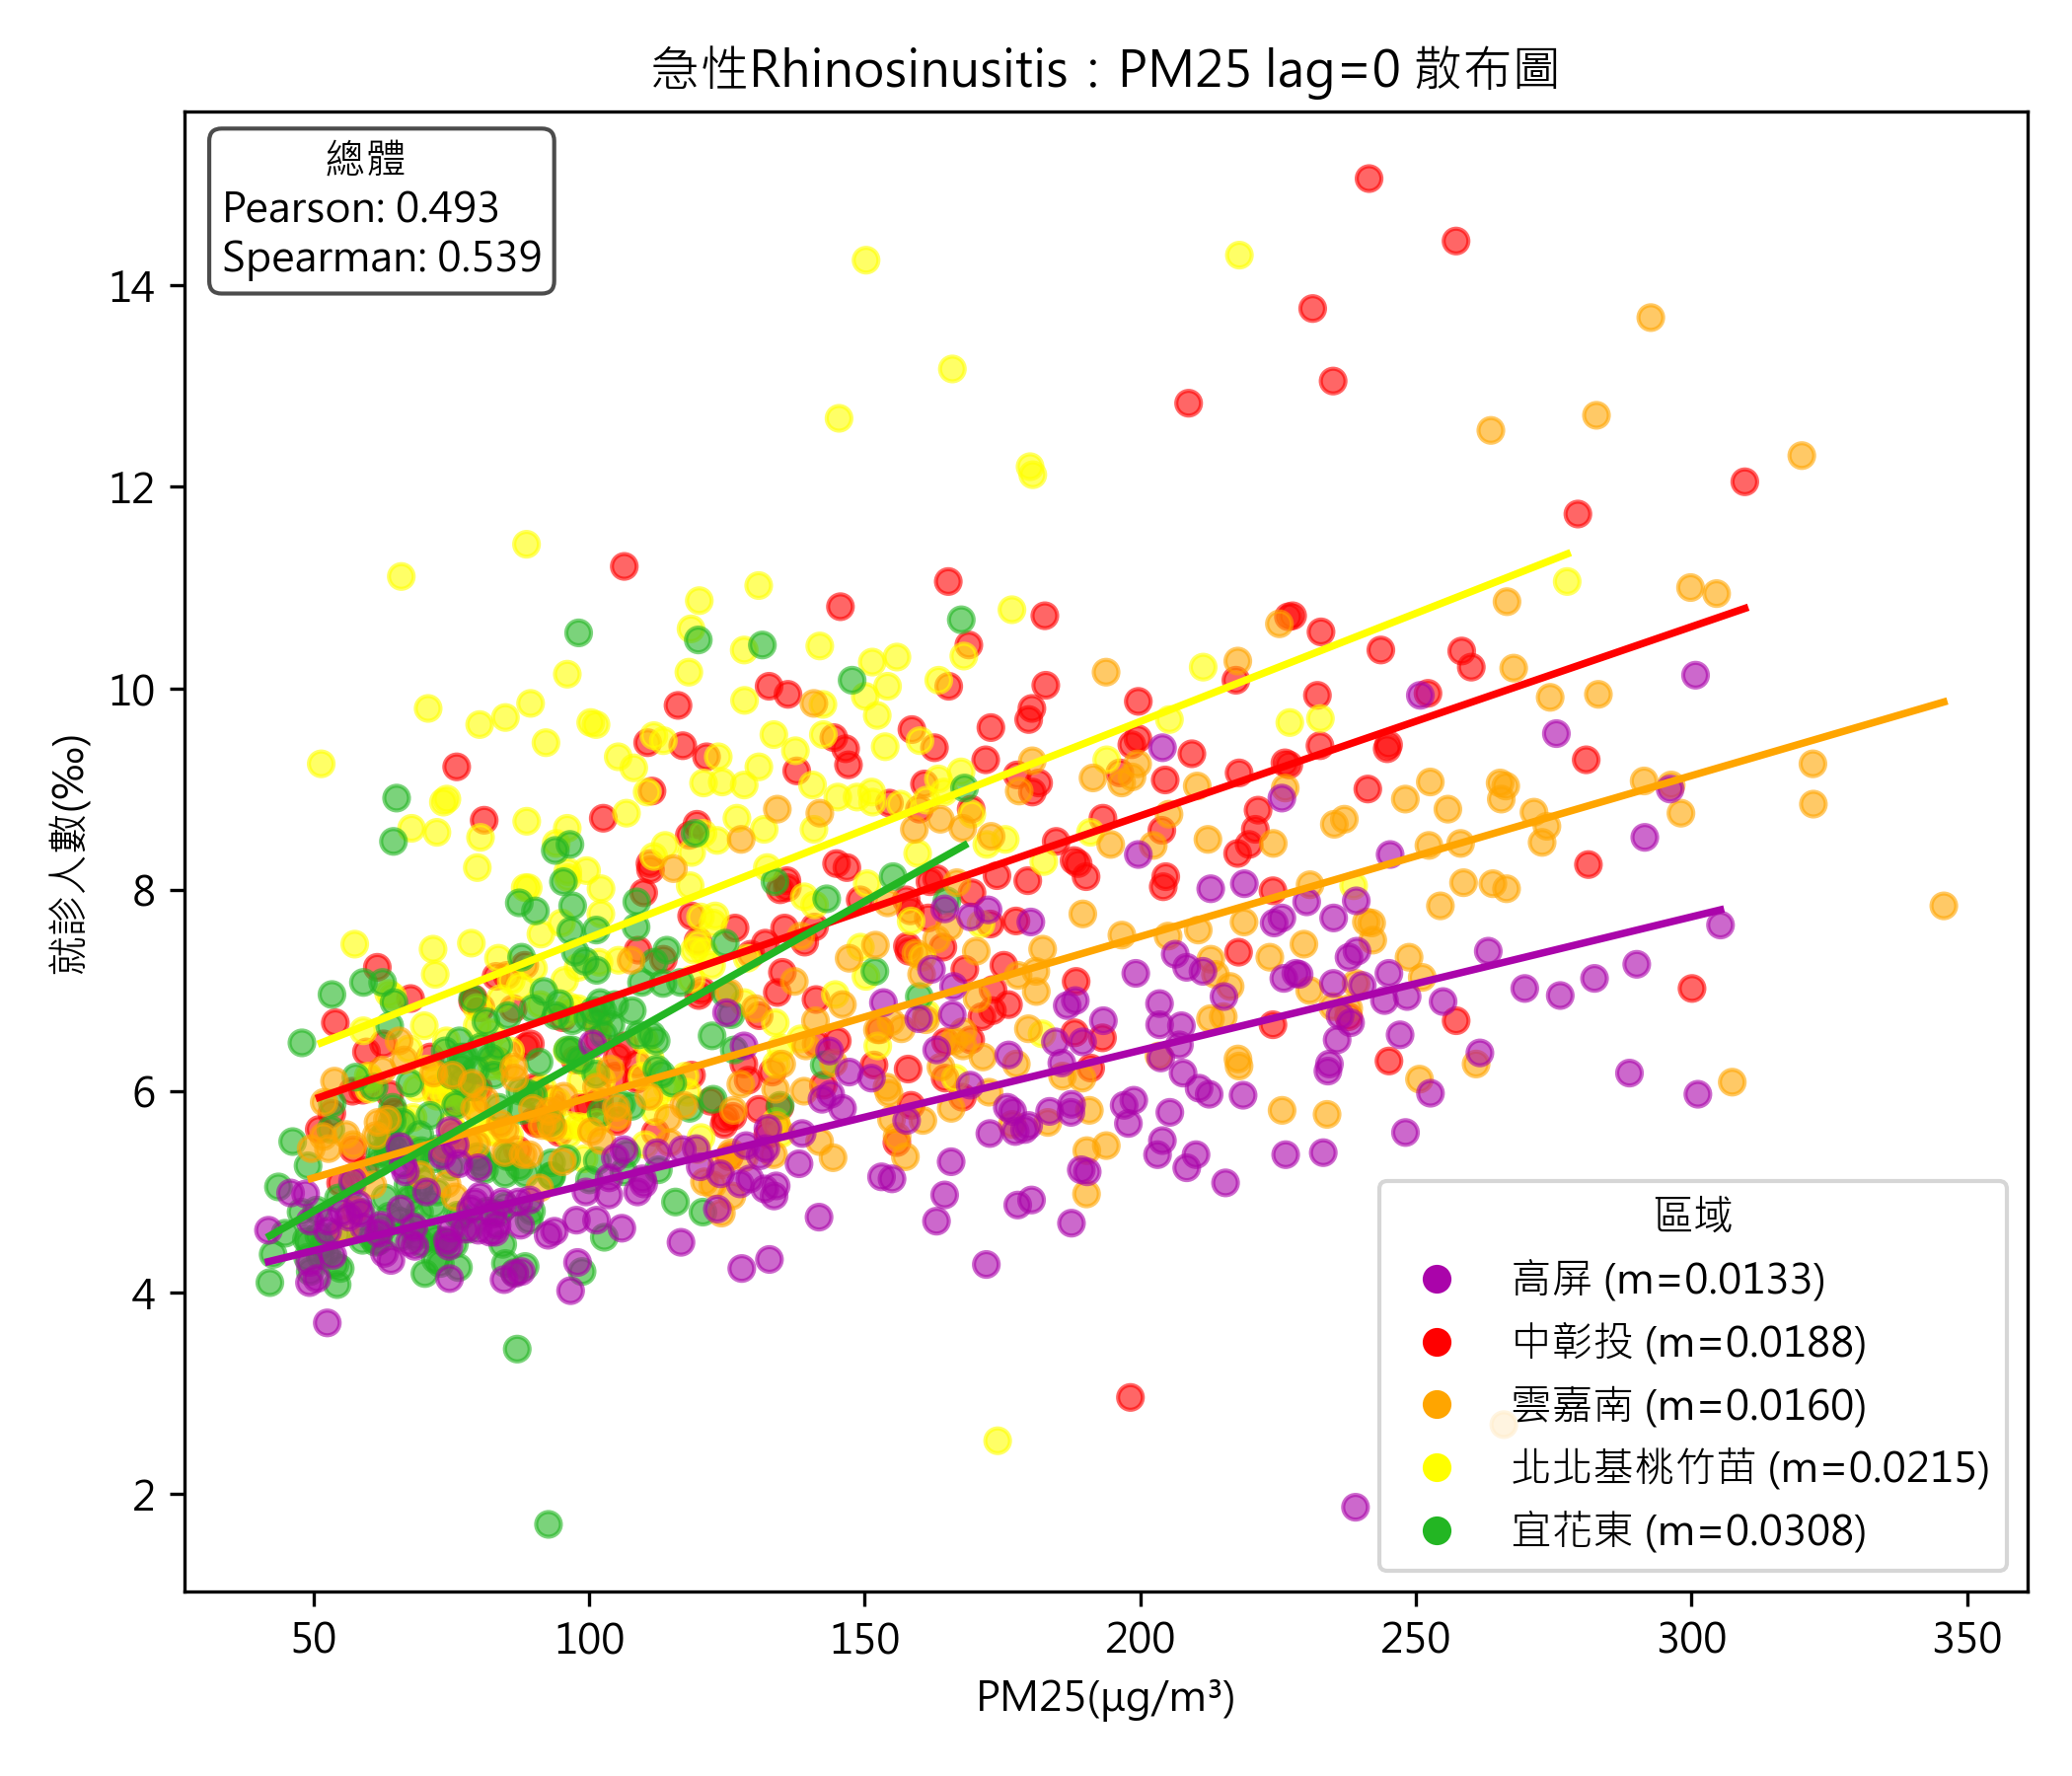 急性Rhinosinusitis：PM25 lag=0 散布圖
總體
Pearson: 0.493
Spearman: 0.539
就診人數(‰)
14
12
10
8
6
4
2
區域
高屏 (m=0.0133)
中彰投 (m=0.0188)
雲嘉南 (m=0.0160)
北北基桃竹苗 (m=0.0215)
宜花東 (m=0.0308)
50 100 150 200 250 300 350
PM25(μg/m³)